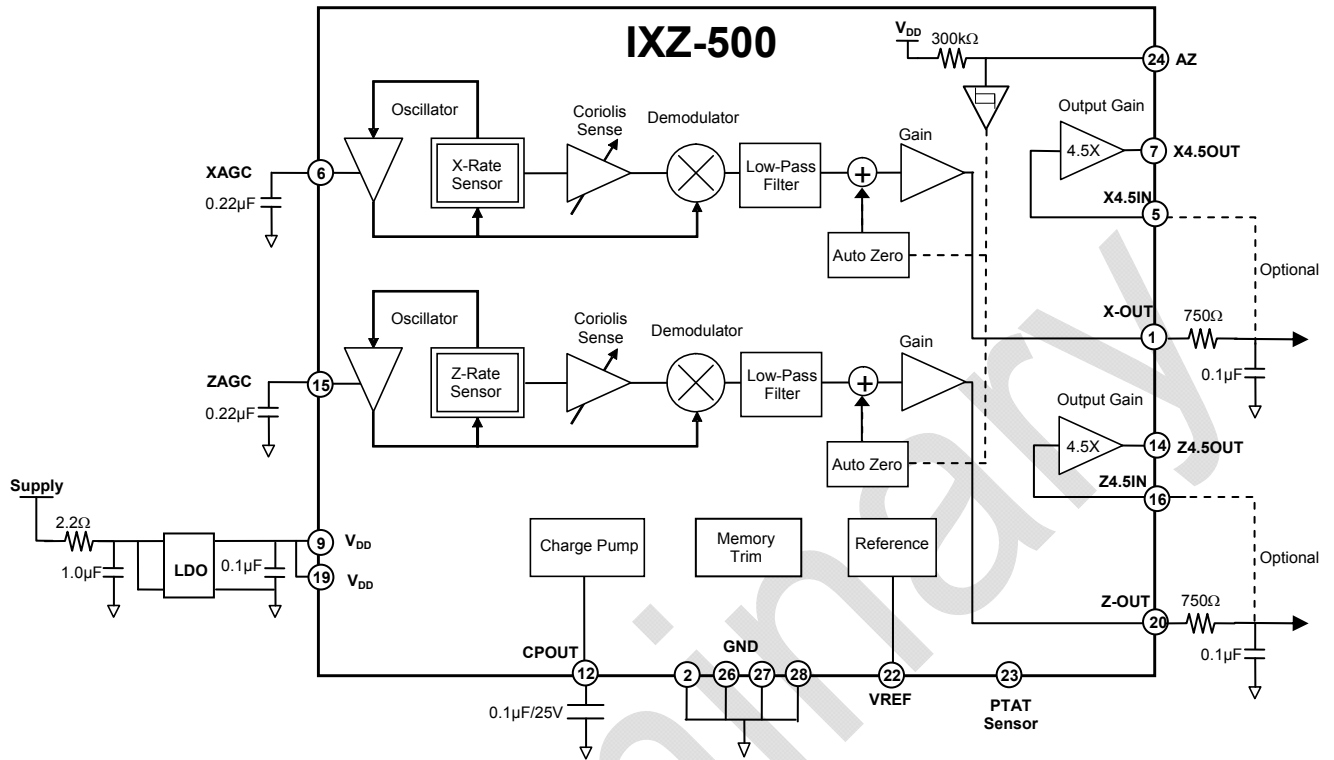 IXZ-500
VDD
300kΩ
24
AZ
Oscillator
Coriolis
Sense
Demodulator
Gain
Output Gain
4.5X
7
X4.5OUT
XAGC
6
0.22µF
X-Rate
Sensor
Low-Pass
Filter
+
Auto Zero
X4.5IN
5
Optional
X-OUT
1
750Ω
0.1µF
Oscillator
Coriolis
Sense
Demodulator
Gain
ZAGC
15
0.22µF
Z-Rate
Sensor
Low-Pass
Filter
+
Auto Zero
Output Gain
4.5X
14
Z4.5OUT
Z4.5IN
16
Optional
Supply
2.2Ω
1.0µF
LDO
0.1µF
9
VDD
19
VDD
Charge Pump
Memory
Trim
Reference
Z-OUT
20
750Ω
0.1µF
CPOUT
12
0.1µF/25V
GND
2
26
27
28
22
VREF
23
PTAT
Sensor
inary